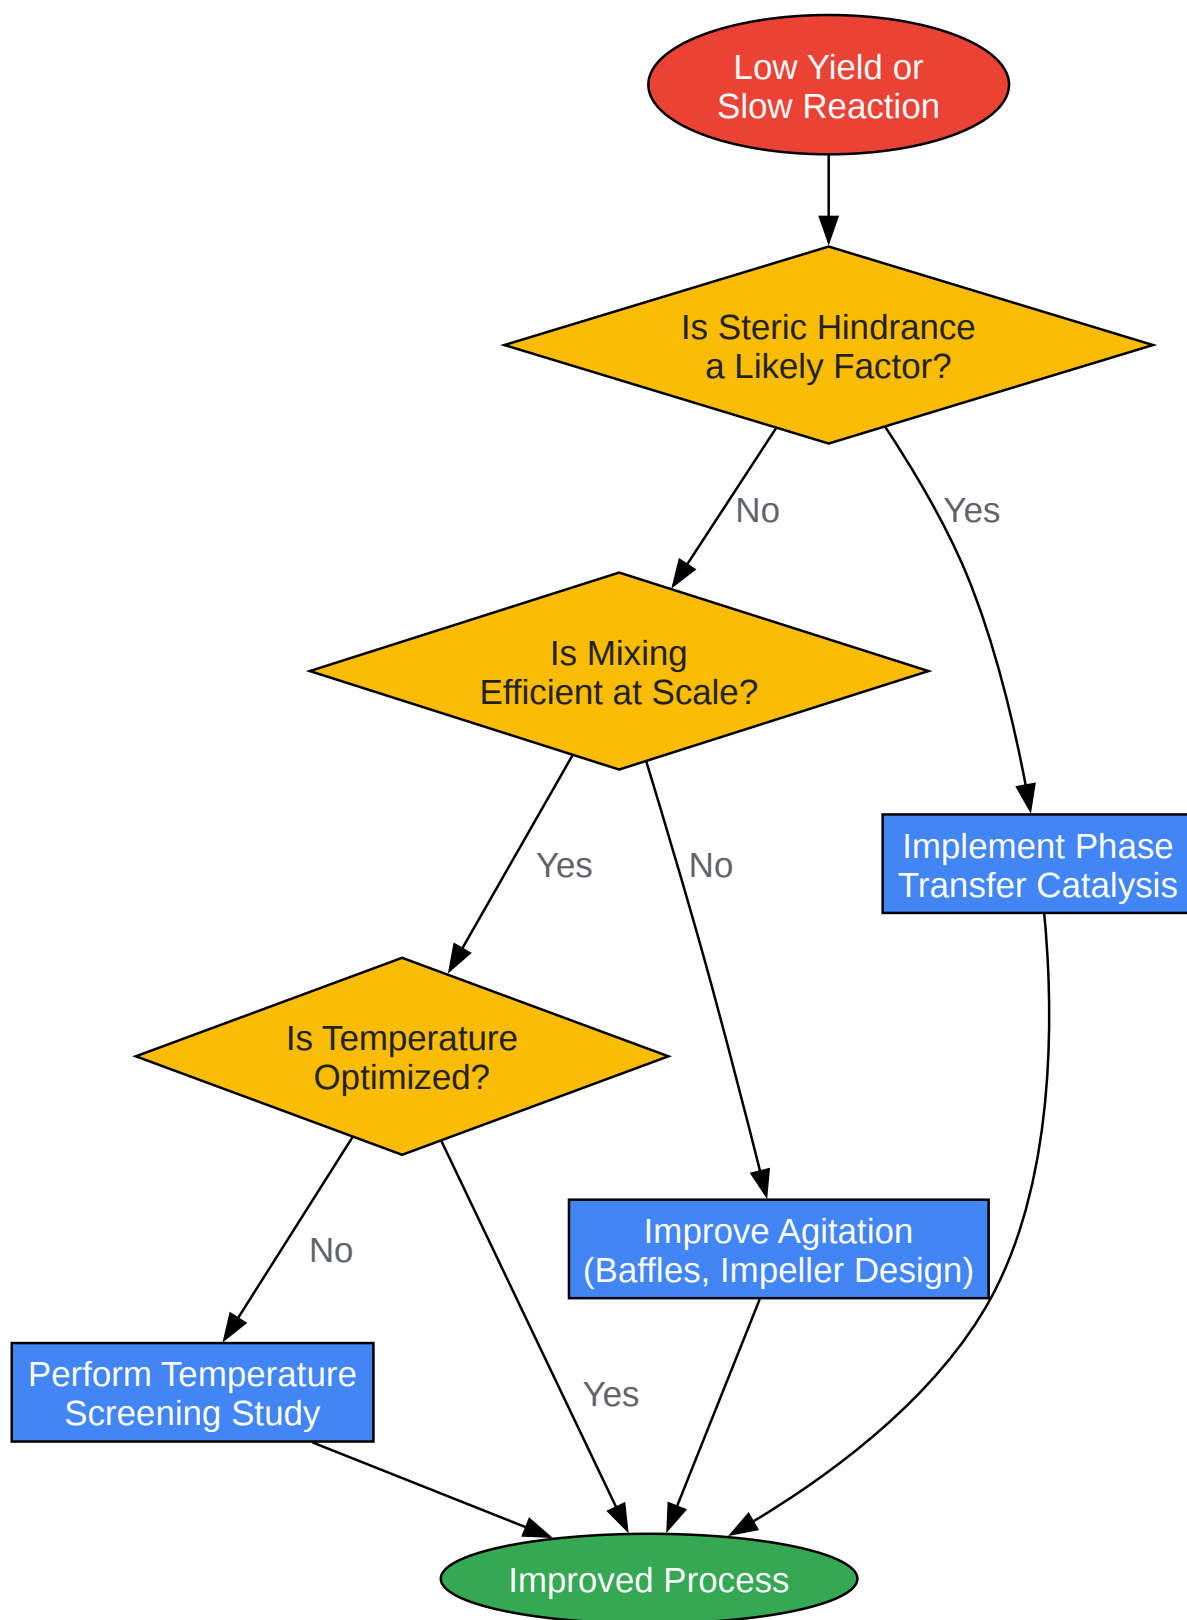 Low Yield or
Slow Reaction
Is Steric Hindrance
a Likely Factor?
No
Yes
Is Mixing
Efficient at Scale?
Implement Phase
Transfer Catalysis
Yes
No
Is Temperature
Optimized?
Improve Agitation
(Baffles, Impeller Design)
No
Perform Temperature
Screening Study
Yes
Improved Process